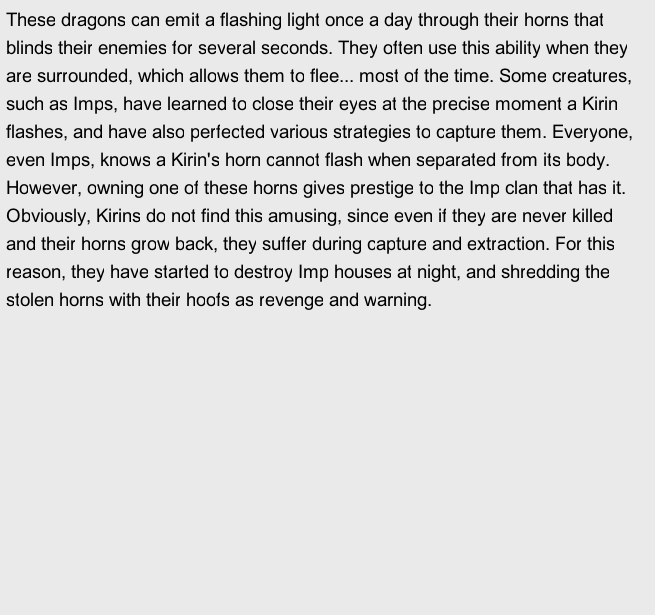 These dragons can emit a flashing light once a day through their horns that
blinds their enemies for several seconds. They often use this ability when they
are surrounded, which allows them to flee... most of the time. Some creatures,
such as Imps, have learned to close their eyes at the precise moment a Kirin
flashes, and have also perfected various strategies to capture them. Everyone,
even Imps, knows a Kirin's horn cannot flash when separated from its body.
However, owning one of these horns gives prestige to the Imp clan that has it.
Obviously, Kirins do not find this amusing, since even if they are never killed
and their horns grow back, they suffer during capture and extraction. For this
reason, they have started to destroy Imp houses at night, and shredding the
stolen horns with their hoofs as revenge and warning.